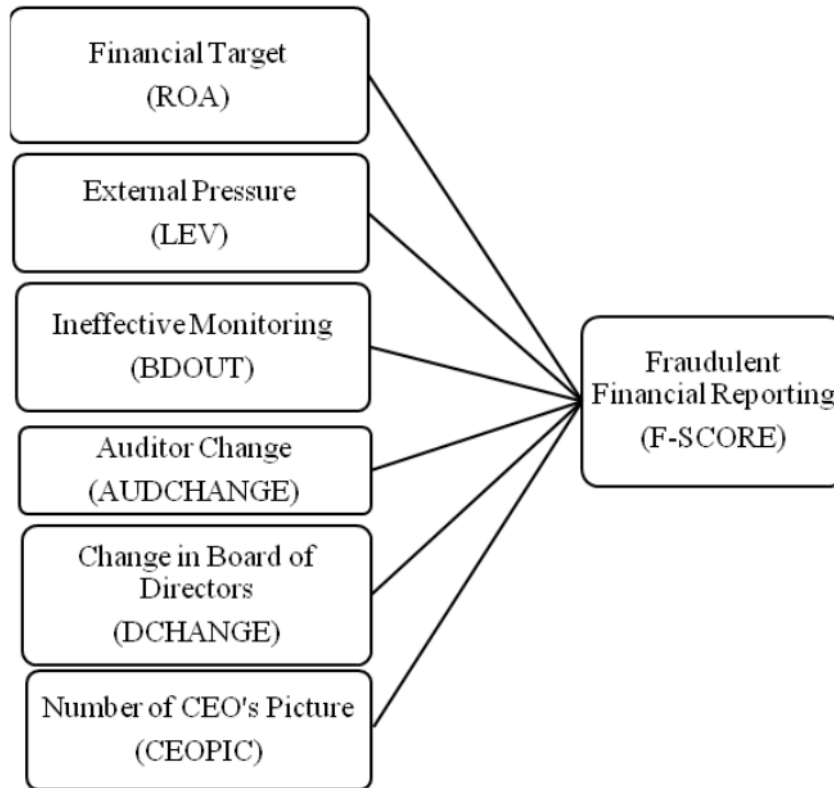 Financial Target
(ROA)
External Pressure
(LEV)
Ineffective Monitoring
(BDOUT)
Auditor Change
(AUDCHANGE)
Change in Board of
Directors
(DCHANGE)
Number of CEO's Picture
(CEOPIC)
Fraudulent
Financial Reporting
(F-SCORE)